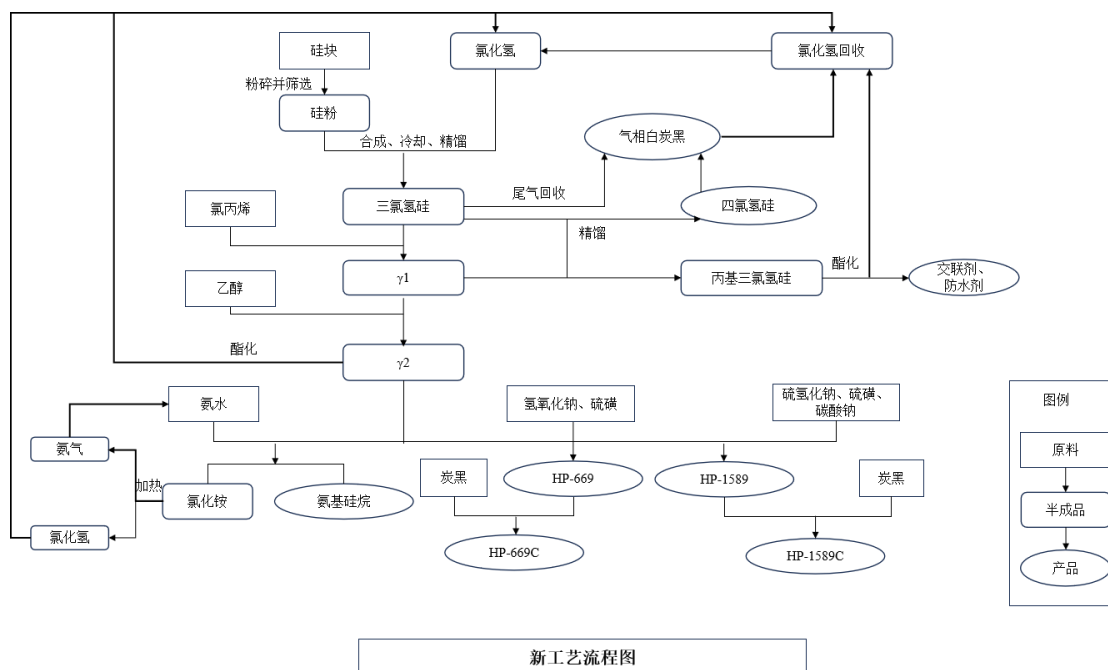 硅块
氯化氢
氯化氢回收
粉碎并筛选
硅粉
合成、冷却、精馏
气相白炭黑
氯丙烯
三氯氢硅
尾气回收
四氯氢硅
精馏
乙醇
γ1
丙基三氯氢硅
酯化
交联剂、
防水剂
酯化
γ2
氨水
氢氧化钠、硫磺
硫氢化钠、硫磺、
碳酸钠
图例
氨气
原料
加热
氯化铵
氨基硅烷
炭黑
HP-669
HP-1589
炭黑
半成品
氯化氢
HP-669C
HP-1589C
产品
新工艺流程图